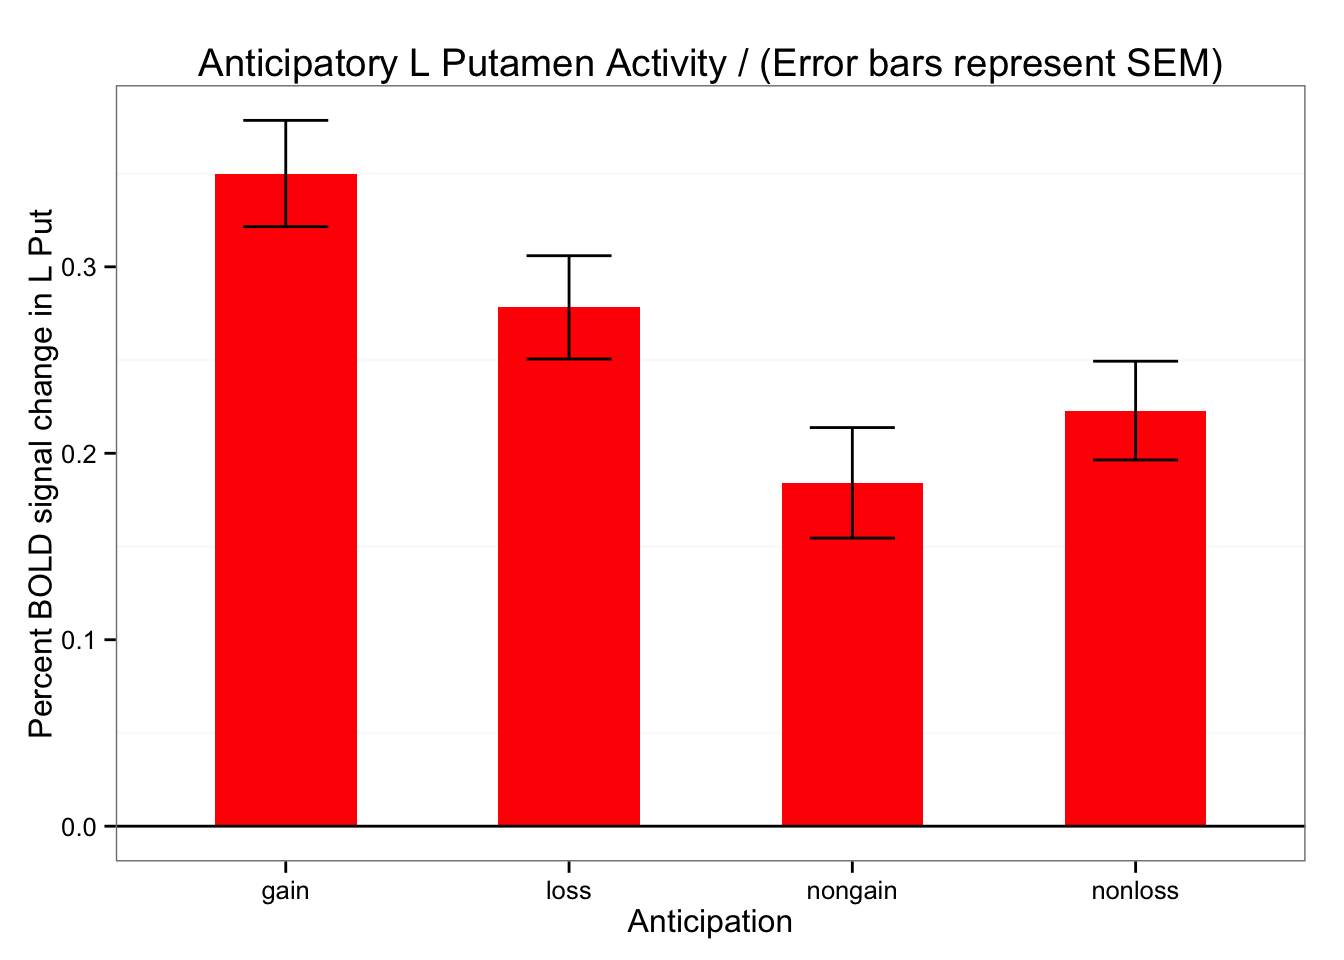 Anticipatory L Putamen Activity / (Error bars represent SEM)
Percent BOLD signal change in L Put
0.3
0.2
0.1
0.0
gain loss nongain nonloss
Anticipation